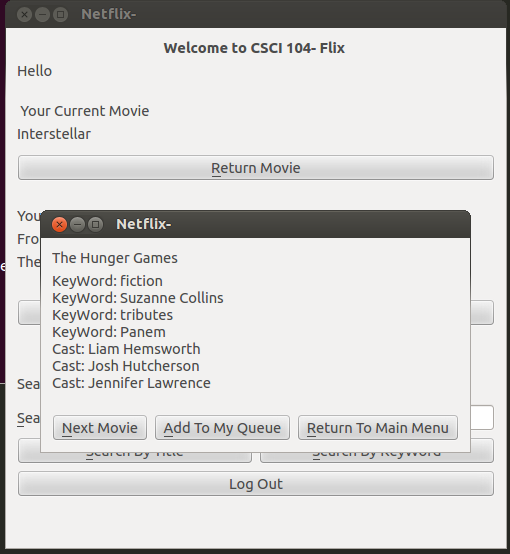 Netflix-
Welcome to CSCI 104- Flix
Hello
Your Current Movie
Interstellar
Return Movie
You
Fro
The
Netflix-
The Hunger Games
KeyWord: fiction
KeyWord: Suzanne Collins
KeyWord: tributes
KeyWord: Panem
Cast: Liam Hemsworth
Cast: Josh Hutcherson
Cast: Jennifer Lawrence
Next Movie Add To My Queue Return To Main Menu
Sea
Sea
Search By Title Search By KeyWord
Log Out